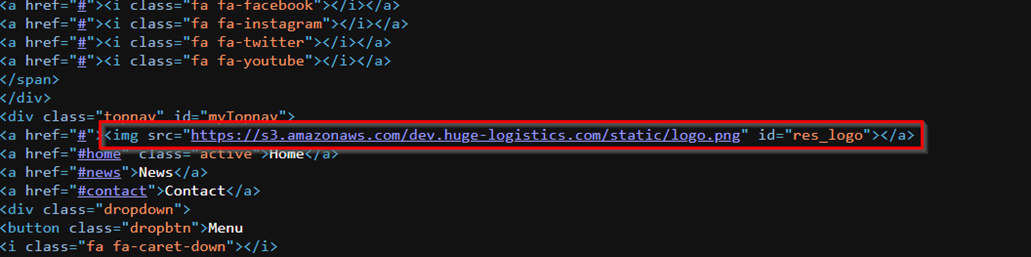 <a href="#"><i class="fa fa-facebook"></i></a>
<a href="#"><i class="fa fa-instagram"></i></a>
<a href="#"><i class="fa fa-twitter"></i></a>
<a href="#"><i class="fa fa-youtube"></i></a>
</span>
</div>
<div class="topnav" id="myTopnav">
<a href="#"><img src="https://s3.amazonaws.com/dev.huge-logistics.com/static/logo.png" id="res_logo"></a>
<a href="#home" class="active">Home</a>
<a href="#news">News</a>
<a href="#contact">Contact</a>
<div class="dropdown">
<button class="dropbtn">Menu
<i class="fa fa-caret-down"></i>